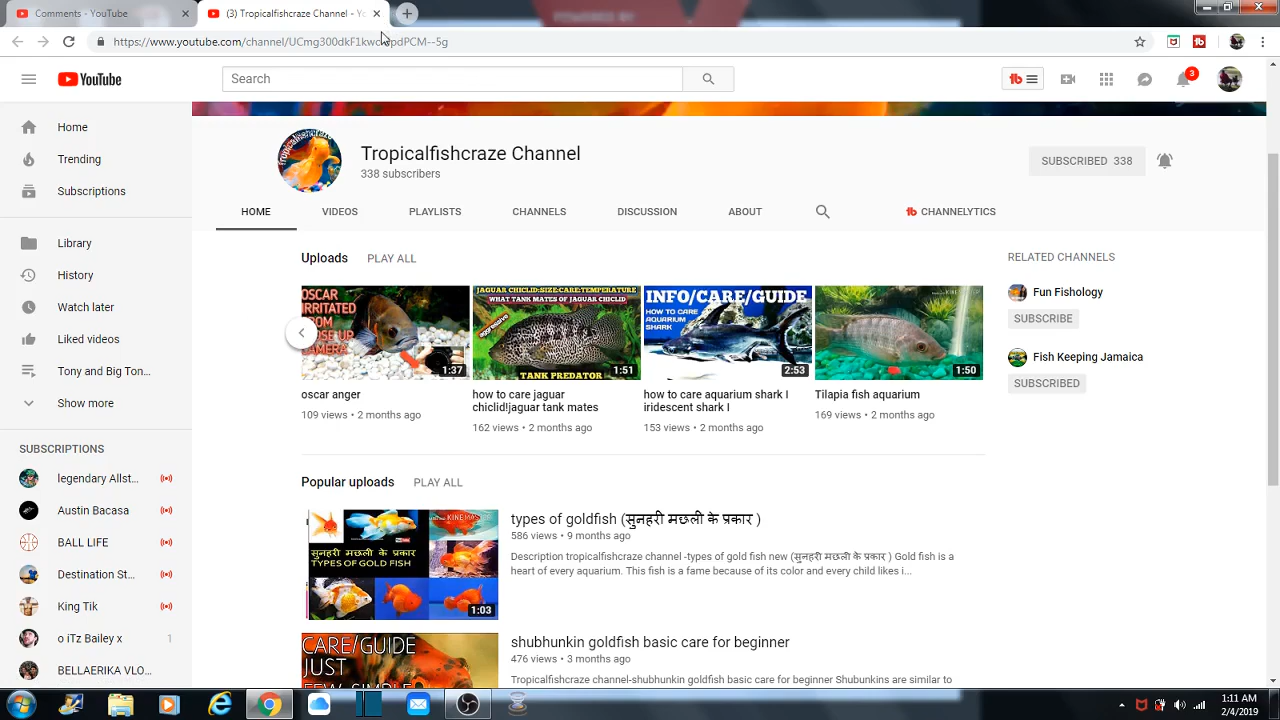 POWERED BY
Comments - YouTube
(3) Tropicalfishcraze Channel - Yo
YouTube
Search
3
Home
Trending
Subscriptions
Library
History
Watch later
Liked videos
Tony and Big Ton...
Show more
SUBSCRIPTIONS
legendary Allst...
Austin Bacasa
BALL LIFE
Destination St...
King Tik
o iTz Bailey x
1
BELLAERIKA VLO...
Tropicalfishcraze Channel
338 subscribers
SUBSCRIBED 338
HOME VIDEOS PLAYLISTS CHANNELS DISCUSSION ABOUT CHANNELYTICS
Uploads PLAY ALL
OSCAR
IRRITATED
FROM
CLOSE UP
CAMERA
1:37
oscar anger
109 views • 2 months ago
JAGUAR CHICLID:SIZE:CARE:TEMPERATURE
WHAT TANK MATES OF JAGUAR CHICLID
aggressive
TANK PREDATOR
1:51
how to care jaguar
chiclid!jaguar tank mates
162 views • 2 months ago
INFO/CARE/GUIDE
HOW TO CARE
AQUARIUM
SHARK
2:53
how to care aquarium shark I
iridescent shark I
153 views • 2 months ago
1:50
Tilapia fish aquarium
169 views • 2 months ago
RELATED CHANNELS
Fun Fishology
SUBSCRIBE
Fish Keeping Jamaica
SUBSCRIBED
Popular uploads PLAY ALL
सुनहरी मछली के प्रकार
TYPES OF GOLD FISH
1:03
types of goldfish (सुनहरी मछली के प्रकार )
586 views • 9 months ago
Description tropicalfishcraze channel -types of gold fish new (सुनहरी मछली के प्रकार ) Gold fish is a
heart of every aquarium. This fish is a fame because of its color and every child likes i...
CARE/GUIDE
JUST
FEW SIMPLE
shubhunkin goldfish basic care for beginner
476 views • 3 months ago
Tropicalfishcraze channel-shubhunkin goldfish basic care for beginner Shubunkins are similar to
1:11 AM
2/4/2019